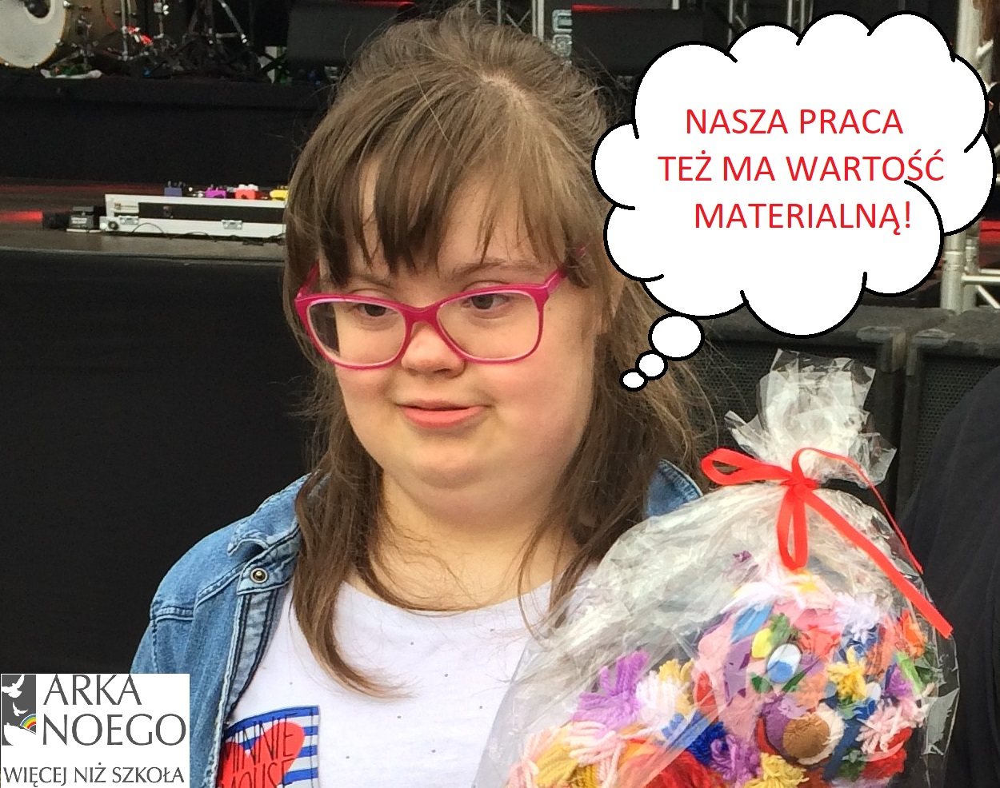 NASZA PRACA
TEŻ MA WARTOŚĆ
MATERIALNĄ!
ARKA
NOEGO
WIĘCEJ NIŻ SZKOŁA